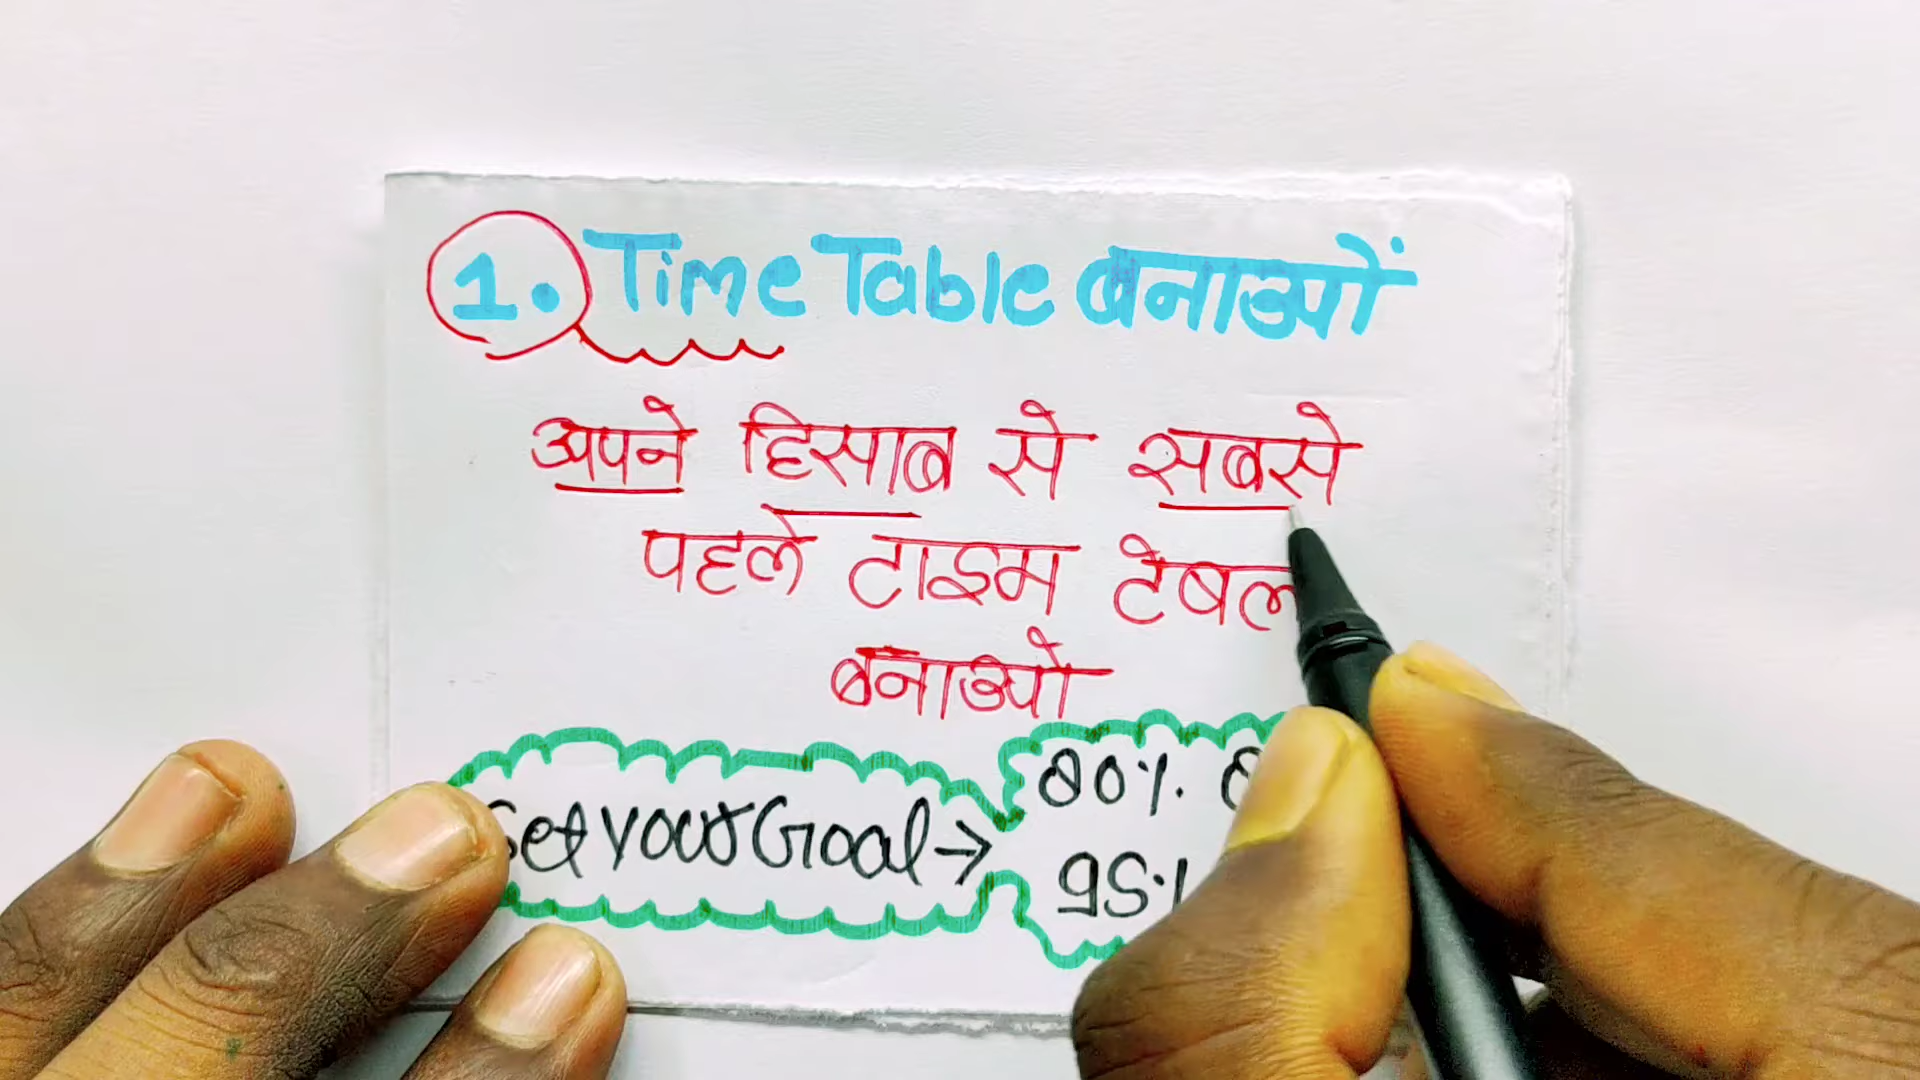 1. Time Table बनाओं
अपने हिसाब से सबसे
पहले टाइम टेबल
बनाओ
Set Your Goal → 80%.
95%